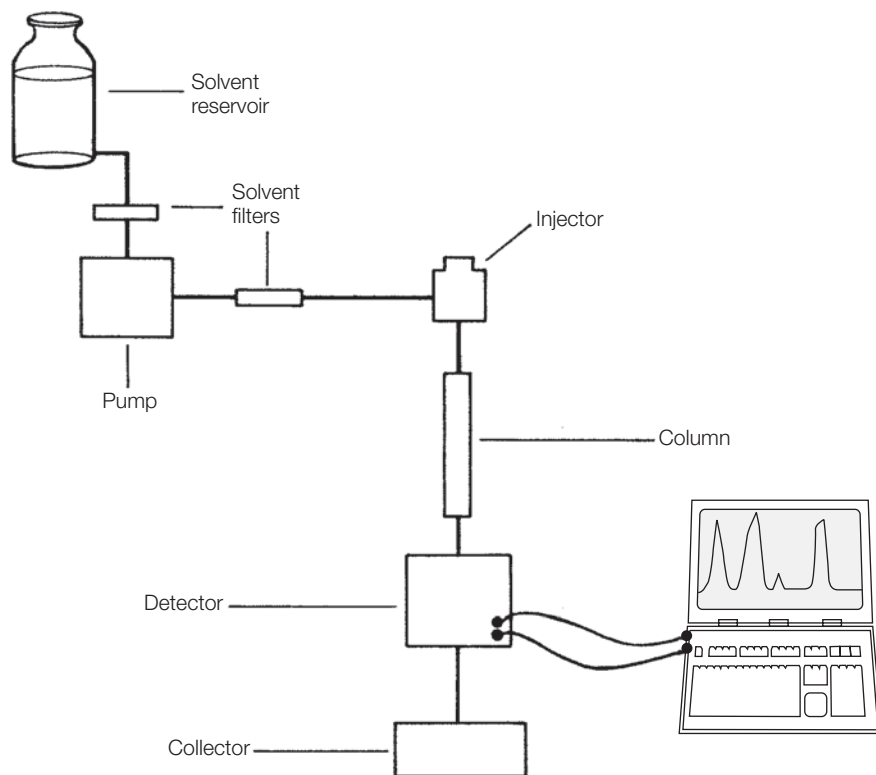 Solvent
reservoir
Solvent
filters
Injector
Pump
Column
Detector
Collector